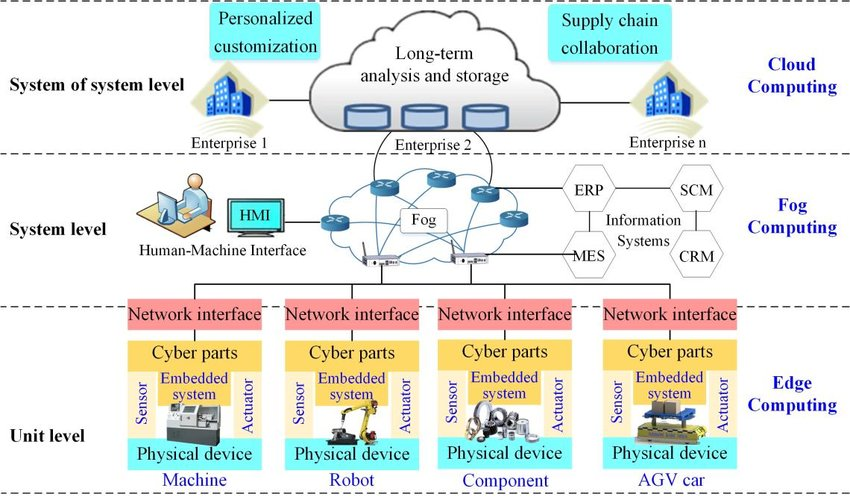 Personalized
customization
Supply chain
collaboration
Long-term
analysis and storage
Cloud
Computing
System of system level
Enterprise 1
Enterprise 2
Enterprise n
ERP
SCM
HMI
Fog
Information
Systems
Fog
Computing
System level
Human-Machine Interface
MES
CRM
Network interface
Network interface
Network interface
Network interface
Cyber parts
Cyber parts
Cyber parts
Cyber parts
Sensor
Embedded
system
Actuator
Sensor
Embedded
system
Actuator
Sensor
Embedded
system
Actuator
Sensor
Embedded
system
Actuator
Edge
Computing
Unit level
Physical device
Physical device
Physical device
Physical device
Machine
Robot
Component
AGV car